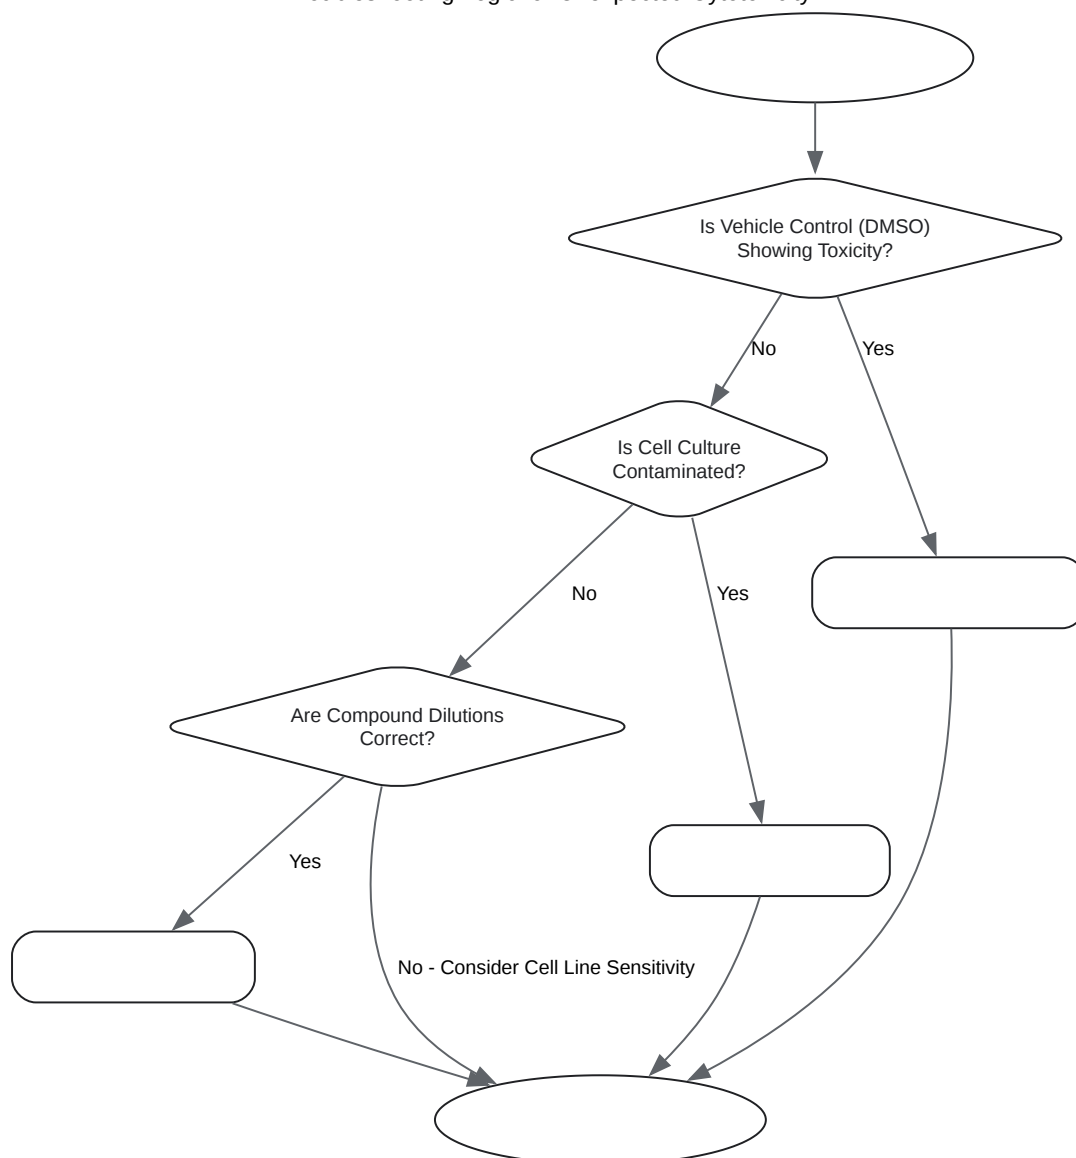 Is Vehicle Control (DMSO)
Showing Toxicity?
No
Yes
Is Cell Culture
Contaminated?
No
Yes
Are Compound Dilutions
Correct?
Yes
No - Consider Cell Line Sensitivity